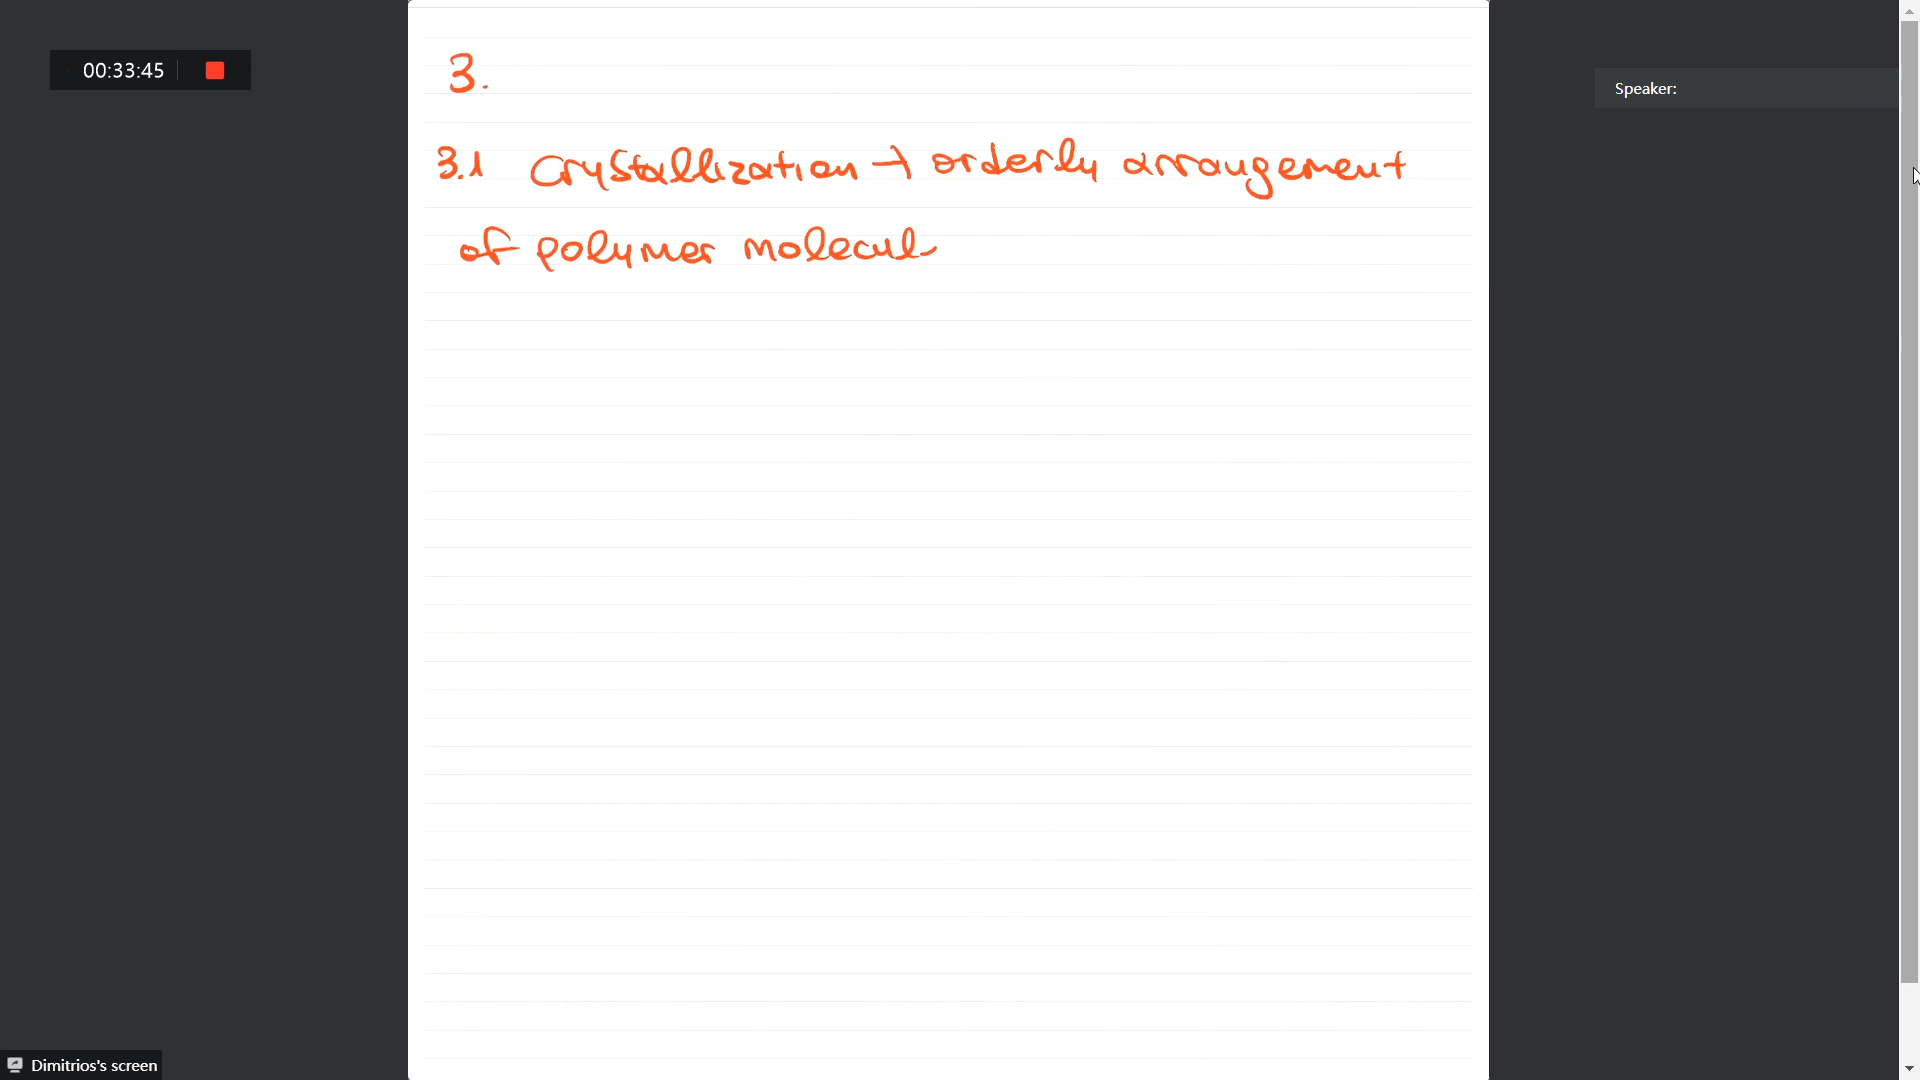 00:33:45
Speaker:
3.
3.1 Crystallization → orderly arrangement
of polymer molecul
Dimitrios's screen